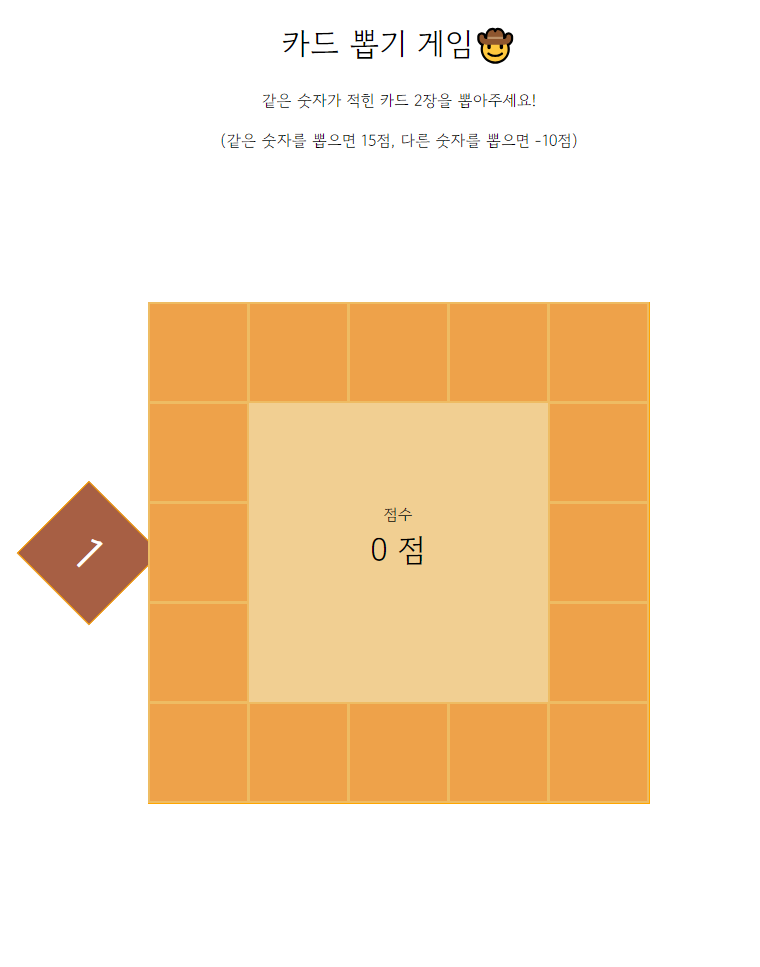 카드 뽑기 게임🤠
같은 숫자가 적힌 카드 2장을 뽑아주세요!
(같은 숫자를 뽑으면 15점, 다른 숫자를 뽑으면 -10점)
점수
0 점
1